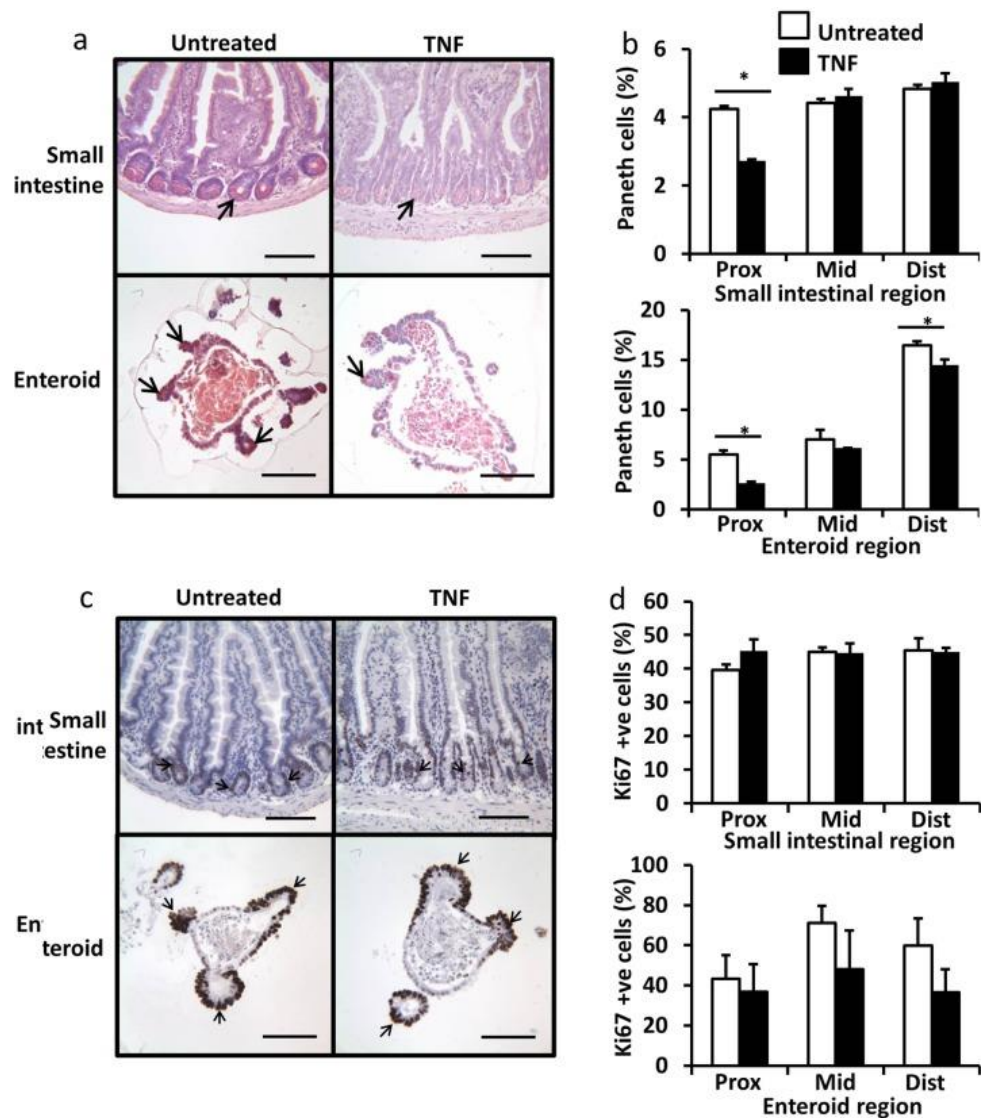 a
Untreated
TNF
Small
intestine
Enteroid
b
Untreated
TNF
*
Paneth cells (%)
6
4
2
0
Prox Mid Dist
Small intestinal region
*
*
Paneth cells (%)
20
15
10
5
0
Prox Mid Dist
Enteroid region
c
Untreated
TNF
int Small
testine
En
teroid
d
Ki67 +ve cells (%)
60
50
40
30
20
10
0
Prox Mid Dist
Small intestinal region
Ki67 +ve cells (%)
100
80
60
40
20
0
Prox Mid Dist
Enteroid region